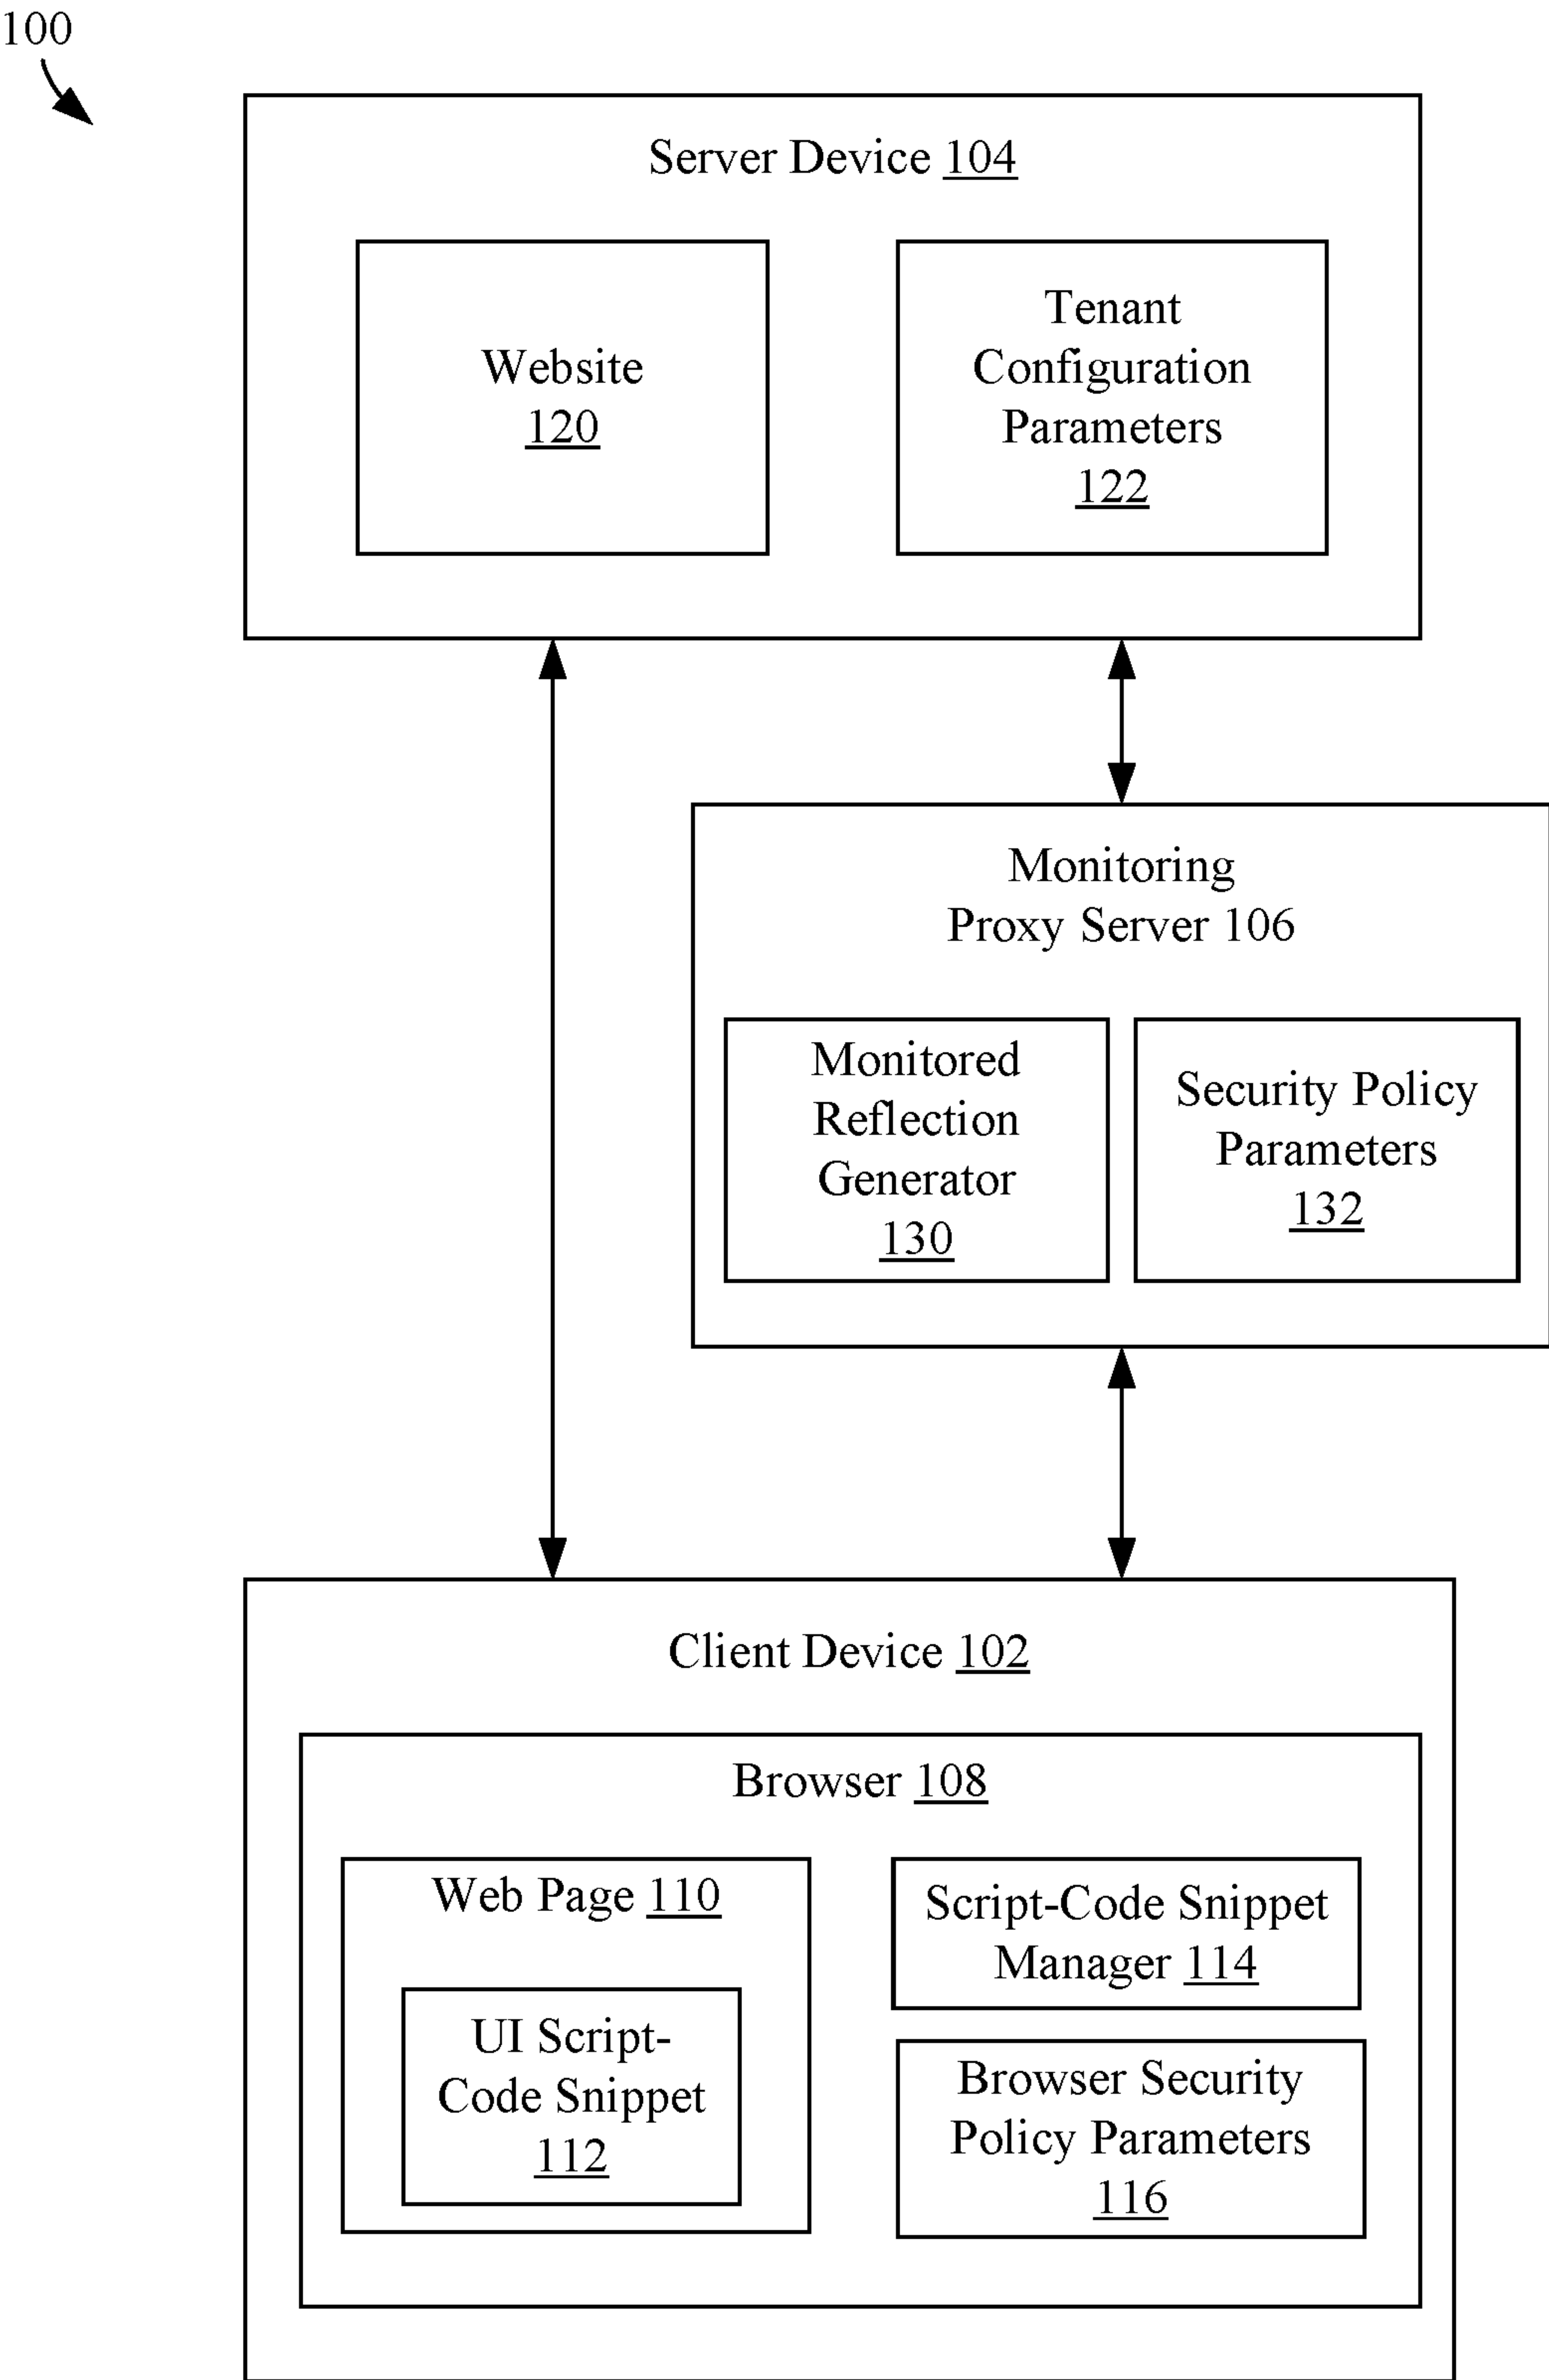 100
Server Device 104
Website
120
Tenant
Configuration
Parameters
122
Monitoring
Proxy Server 106
Monitored
Reflection
Generator
130
Security Policy
Parameters
132
Client Device 102
Browser 108
Web Page 110
UI Script-
Code Snippet
112
Script-Code Snippet
Manager 114
Browser Security
Policy Parameters
116